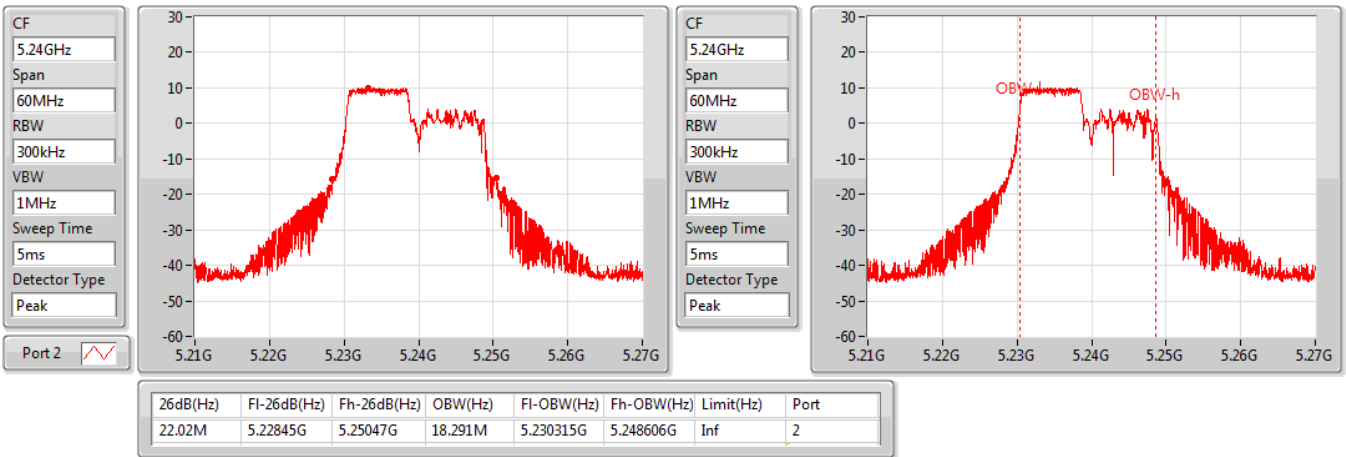 CF
5.24GHz
Span
60MHz
RBW
300kHz
VBW
1MHz
Sweep Time
5ms
Detector Type
Peak
Port 2
30
20
10
0
-10
-20
-30
-40
-50
-60
5.21G 5.22G 5.23G 5.24G 5.25G 5.26G 5.27G
CF
5.24GHz
Span
60MHz
RBW
300kHz
VBW
1MHz
Sweep Time
5ms
Detector Type
Peak
30
20
10
0
-10
-20
-30
-40
-50
-60
OBW-l
OBW-h
5.21G 5.22G 5.23G 5.24G 5.25G 5.26G 5.27G
26dB(Hz) Fl-26dB(Hz) Fh-26dB(Hz) OBW(Hz) Fl-OBW(Hz) Fh-OBW(Hz) Limit(Hz) Port
22.02M 5.22845G 5.25047G 18.291M 5.230315G 5.248606G Inf 2